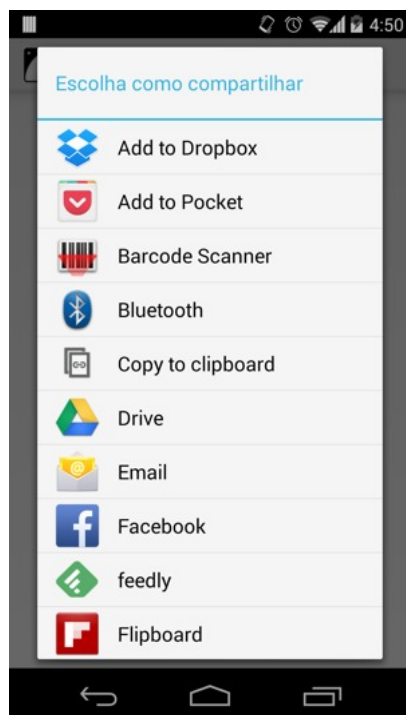 4:50
Escolha como compartilhar
Add to Dropbox
Add to Pocket
Barcode Scanner
Bluetooth
Copy to clipboard
Drive
Email
Facebook
feedly
Flipboard